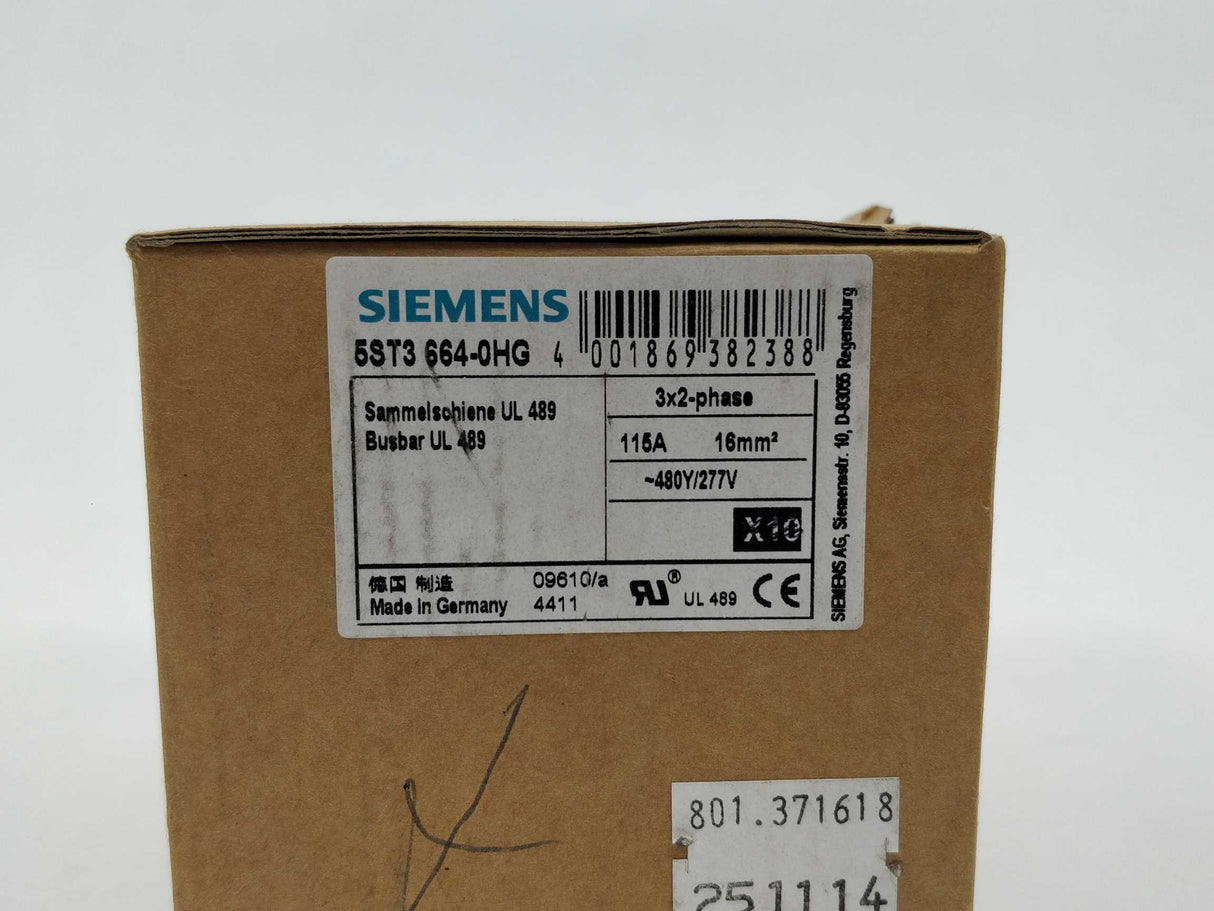 SIEMENS
5ST3 664-0HG
4 001869 382388
Sammelschiene UL 489
Busbar UL 489
3x2-phase
115A 16mm²
~480Y/277V
X10
德国 制造
Made in Germany
09610/a
4411
RU® UL 489 CE
SIEMENS AG, Siemensstr. 10, D-93055 Regensburg
801.371618
251114